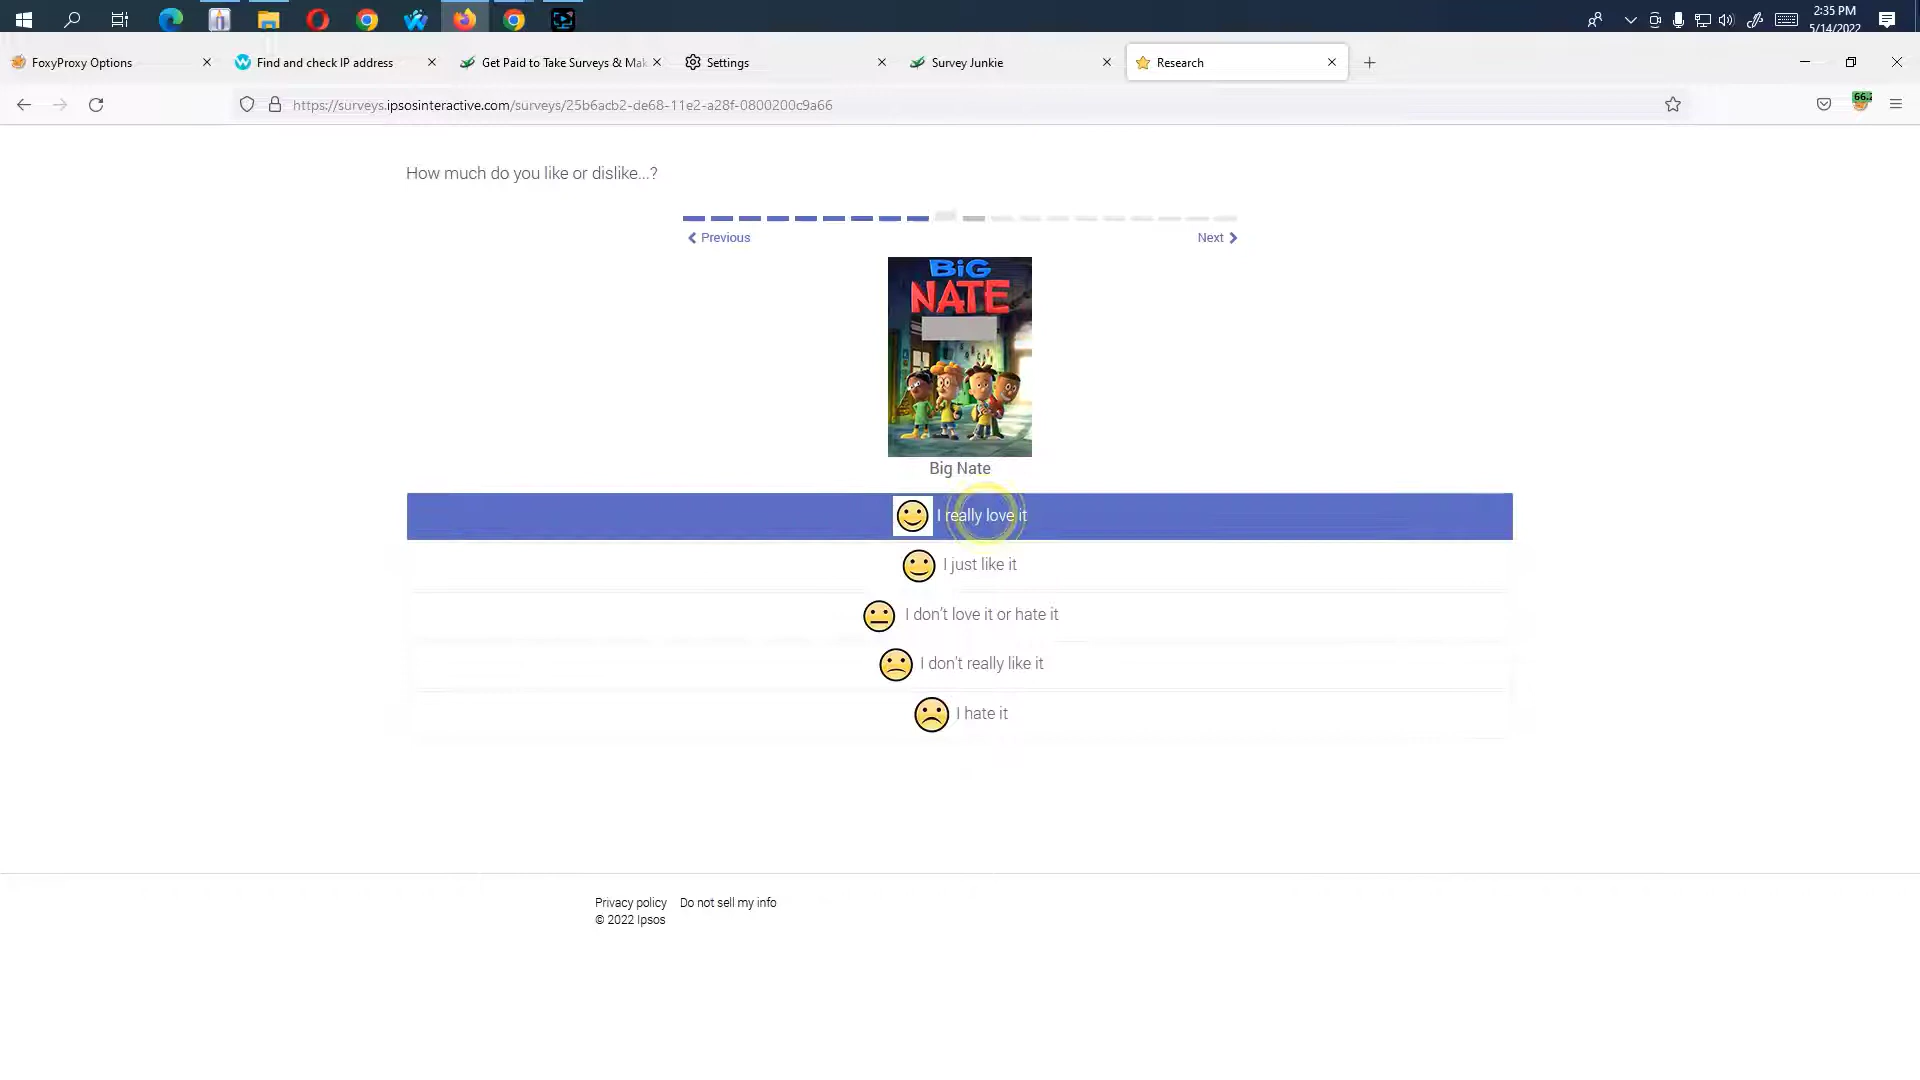 2:35 PM
5/14/2022
FoxyProxy Options
Find and check IP address
Get Paid to Take Surveys & Mak
Settings
Survey Junkie
Research
https://surveys.ipsosinteractive.com/surveys/25b6acb2-de68-11e2-a28f-0800200c9a66
66.2
How much do you like or dislike...?
Previous
Next
BiG
NATE
Big Nate
I really love it
I just like it
I don't love it or hate it
I don't really like it
I hate it
Privacy policy Do not sell my info
© 2022 Ipsos